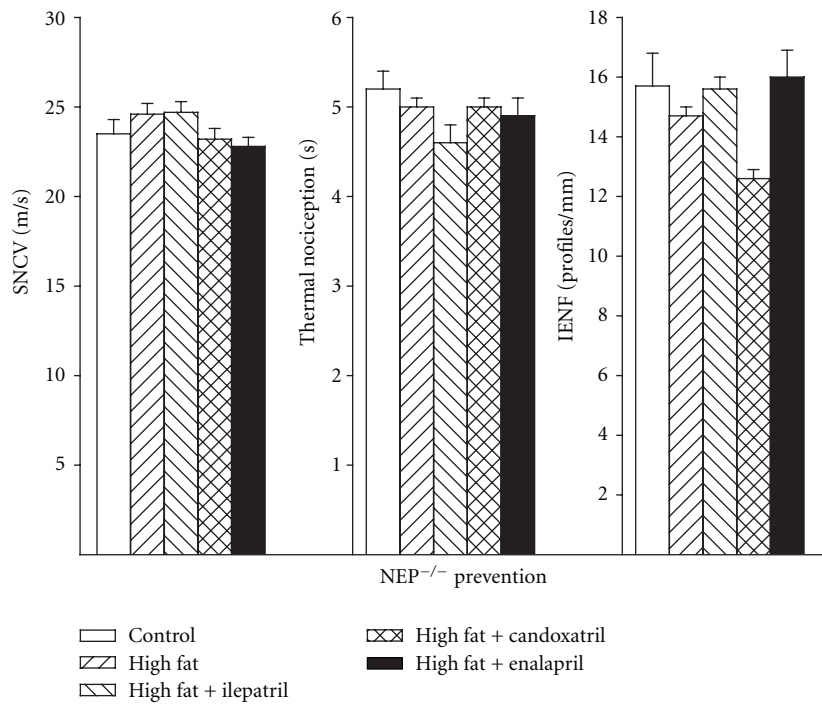 SNCV (m/s)
30
25
20
15
10
5
Thermal nociception (s)
6
5
4
3
2
1
IENF (profiles/mm)
18
16
14
12
10
8
6
4
2
NEP−/− prevention
Control
High fat
High fat + ilepatril
High fat + candoxatril
High fat + enalapril